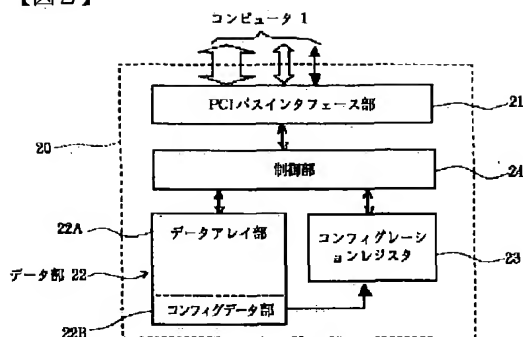 コンピュータ 1
PCIバスインタフェース部
21
20
制御部
24
22A
データアレイ部
コンフィグレーシ
ョンレジスタ
データ部 22
23
コンフィグデータ部
22B